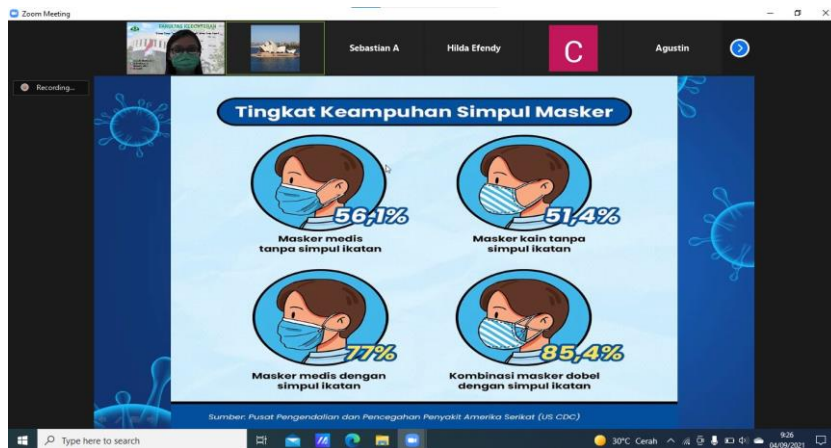 Zoom Meeting
FAKULTAS KEDOKTERAN
Sebastian A
Hilda Efendy
C
Agustin
Recording...
Tingkat Keampuhan Simpul Masker
56,1%
51,4%
Masker medis
tanpa simpul ikatan
Masker kain tanpa
simpul ikatan
77%
85,4%
Masker medis dengan
simpul ikatan
Kombinasi masker dobel
dengan simpul ikatan
Sumber: Pusat Pengendalian dan Pencegahan Penyakit Amerika Serikat (US CDC)
Type here to search
30°C Cerah
9:26
04/09/2021